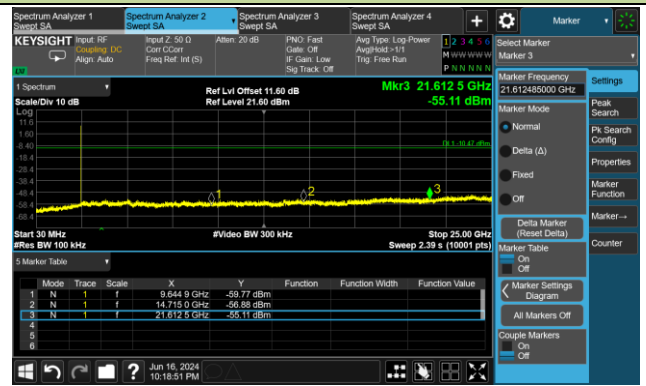 Spectrum Analyzer 1
Swept SA
Spectrum Analyzer 2
Swept SA
Spectrum Analyzer 3
Swept SA
Spectrum Analyzer 4
Swept SA
Marker
KEYSIGHT
Input: RF
Coupling: DC
Align: Auto
Input Z: 50 Ω
Corr CCorr
Freq Ref: Int (S)
Atten: 20 dB
PNO: Fast
Gate: Off
IF Gain: Low
Sig Track: Off
Avg Type: Log-Power
Avg|Hold:>1/1
Trig: Free Run
1 2 3 4 5 6
M W W W W W
P N N N N N
Select Marker
Marker 3
1 Spectrum
Scale/Div 10 dB
Log
Ref Lvl Offset 11.60 dB
Ref Level 21.60 dBm
Mkr3 21.612 5 GHz
-55.11 dBm
11.6
1.60
-8.40
-18.4
-28.4
-38.4
-48.4
-58.4
-68.4
DL1 -10.47 dBm
1
2
3
Start 30 MHz
#Res BW 100 kHz
#Video BW 300 kHz
Stop 25.00 GHz
Sweep 2.39 s (10001 pts)
5 Marker Table
Mode Trace Scale X Y Function Function Width Function Value
1 N 1 f 9.644 9 GHz -59.77 dBm
2 N 1 f 14.715 0 GHz -56.88 dBm
3 N 1 f 21.612 5 GHz -55.11 dBm
4
5
6
Jun 16, 2024
10:18:51 PM
Marker Frequency
21.612485000 GHz
Marker Mode
Normal
Delta (Δ)
Fixed
Off
Delta Marker
(Reset Delta)
Marker Table
On
Off
Marker Settings
Diagram
All Markers Off
Couple Markers
On
Off
Settings
Peak
Search
Pk Search
Config
Properties
Marker
Function
Marker→
Counter